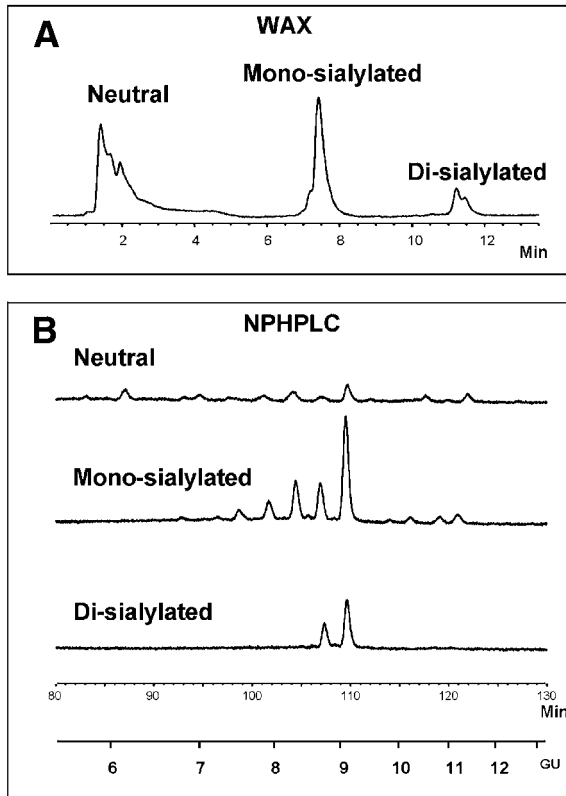 A
WAX
Mono-sialylated
Neutral
Di-sialylated
2 4 6 8 10 12
Min
B
NPHPLC
Neutral
Mono-sialylated
Di-sialylated
80 90 100 110 120 130
Min
6 7 8 9 10 11 12 GU